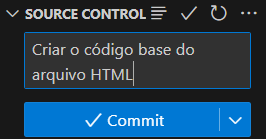 SOURCE CONTROL
Criar o código base do
arquivo HTML
Commit